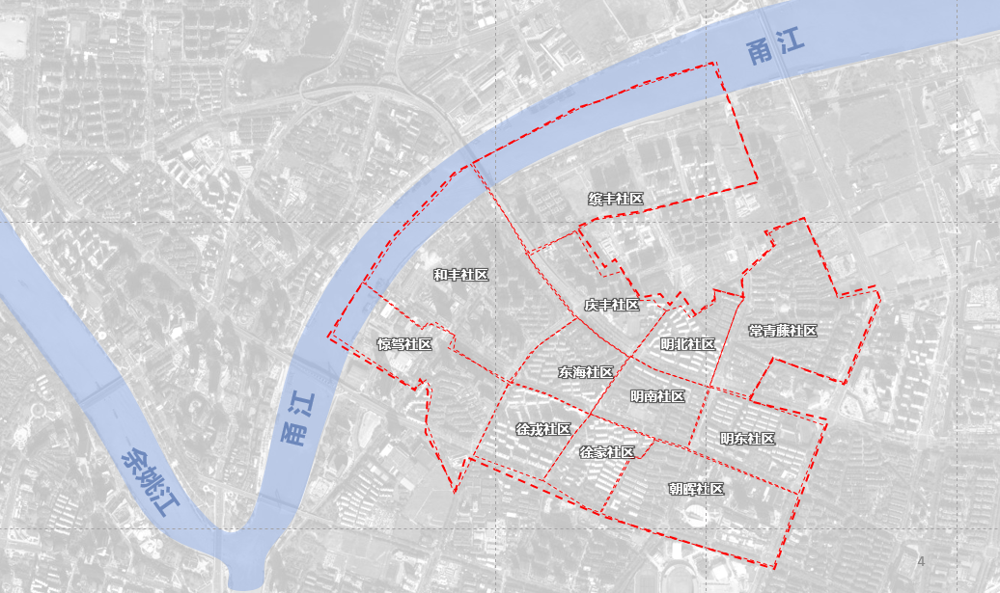 甬江
缤丰社区
和丰社区
庆丰社区
常青藤社区
明北社区
惊驾社区
东海社区
明南社区
甬江
徐戎社区
明东社区
徐家社区
余姚江
朝晖社区
4